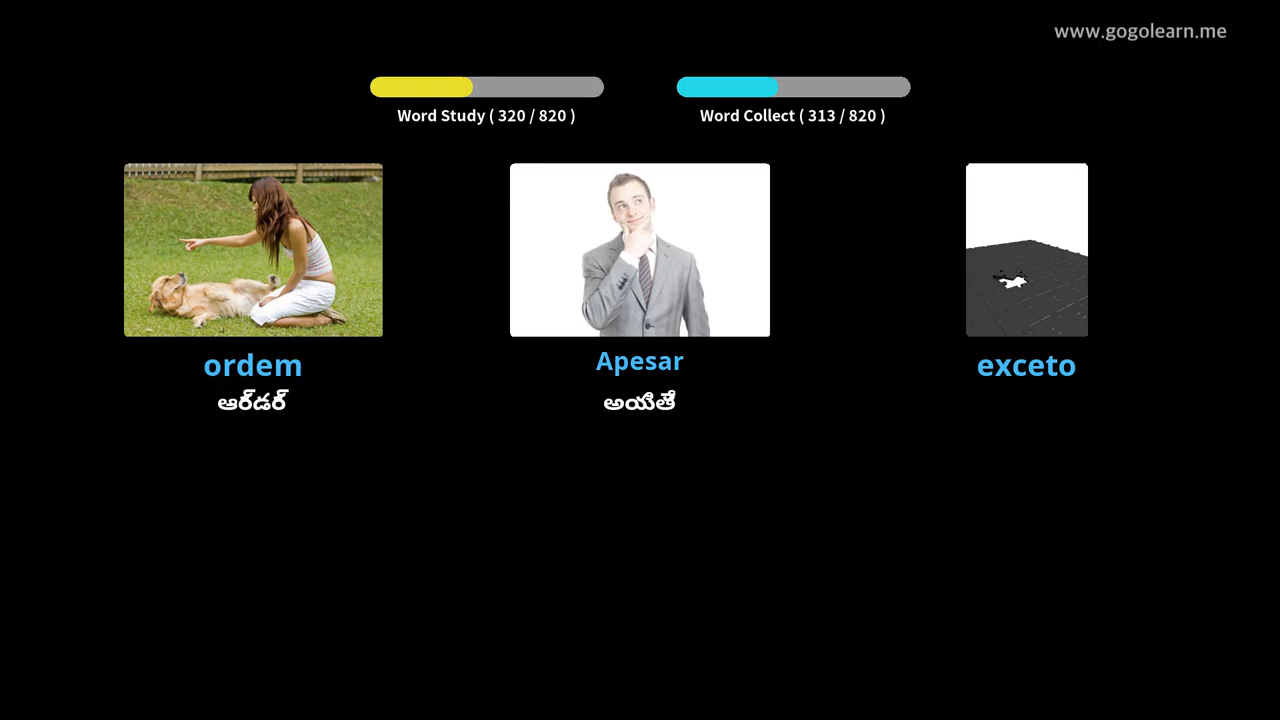 www.gogolearn.me
Word Study ( 320 / 820 )
Word Collect ( 313 / 820 )
ordem
Apesar
exceto
ఆర్డర్
అయితే